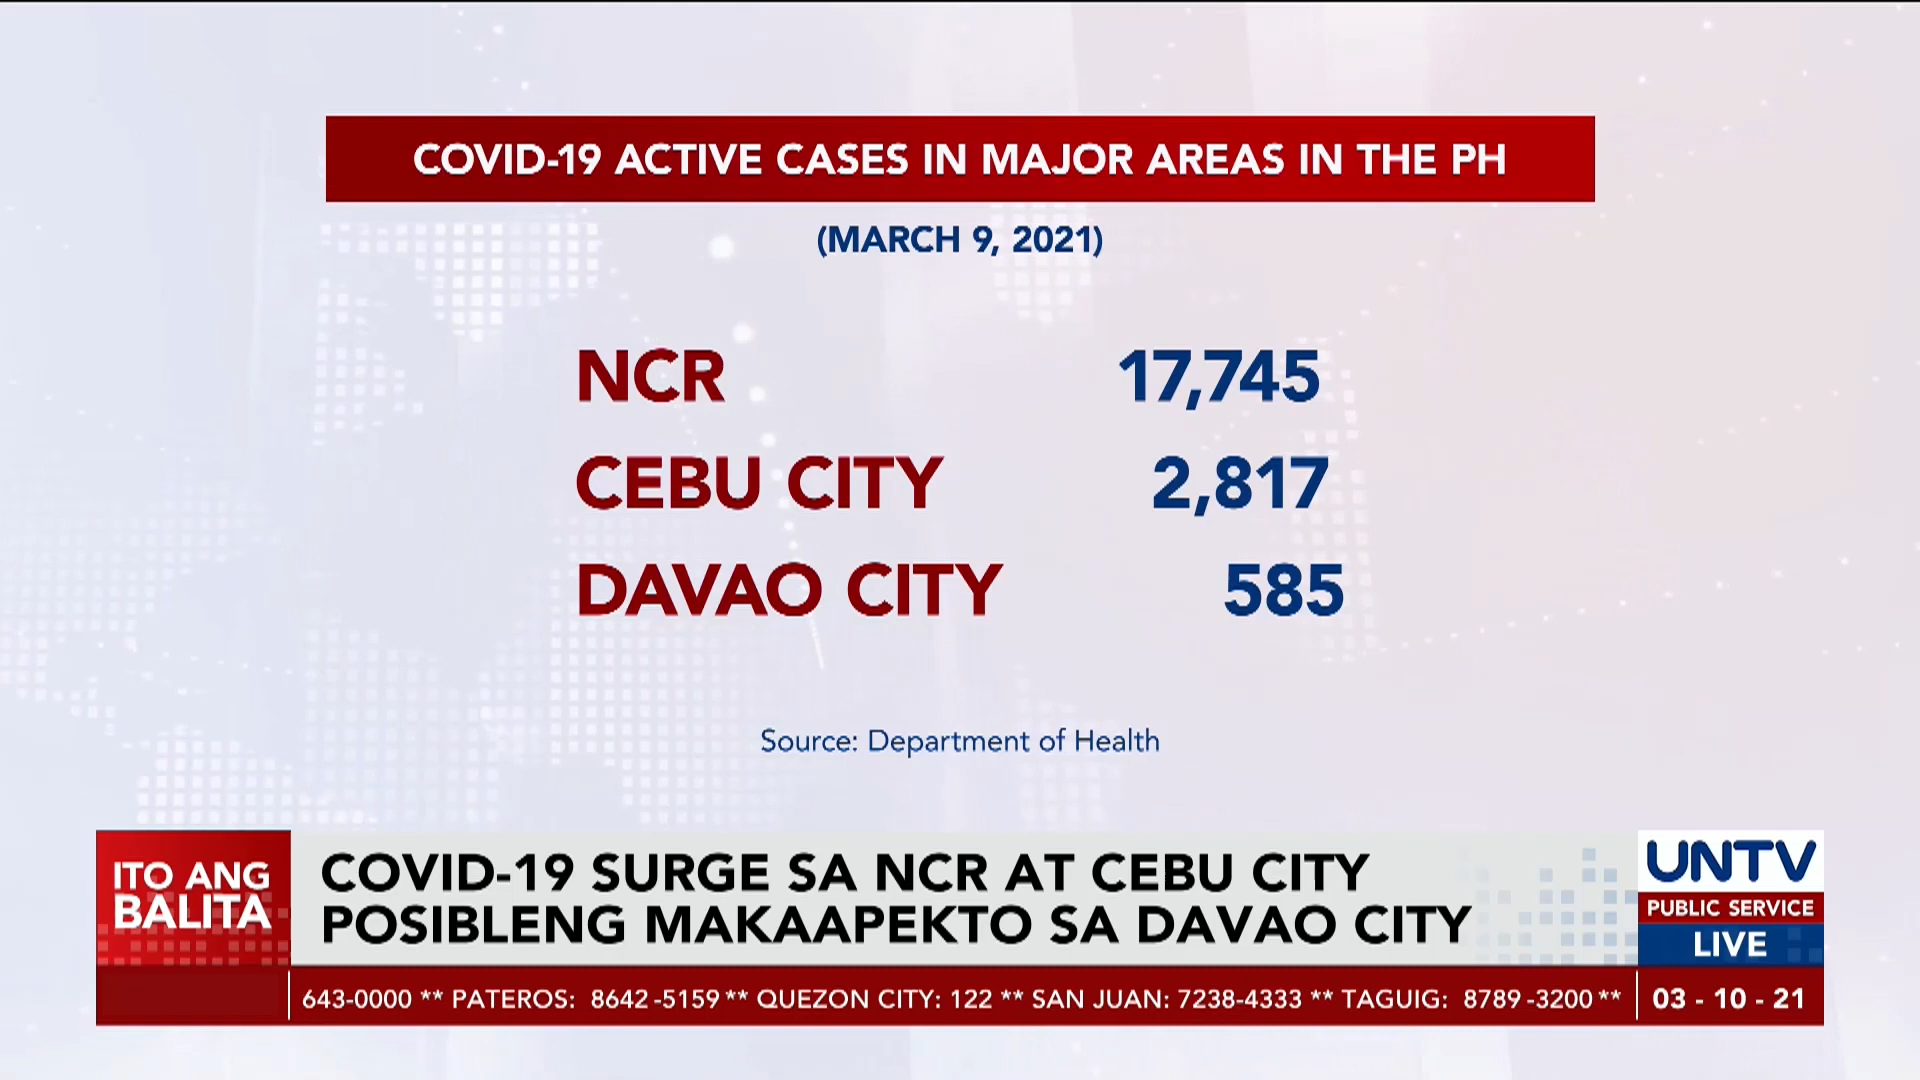 COVID-19 ACTIVE CASES IN MAJOR AREAS IN THE PH
(MARCH 9, 2021)
NCR 17,745
CEBU CITY 2,817
DAVAO CITY 585
Source: Department of Health
ITO ANG
BALITA
COVID-19 SURGE SA NCR AT CEBU CITY
POSIBLENG MAKAAPEKTO SA DAVAO CITY
UNTV
PUBLIC SERVICE
LIVE
643-0000 ** PATEROS: 8642-5159 ** QUEZON CITY: 122 ** SAN JUAN: 7238-4333 ** TAGUIG: 8789-3200 **
03 - 10 - 21